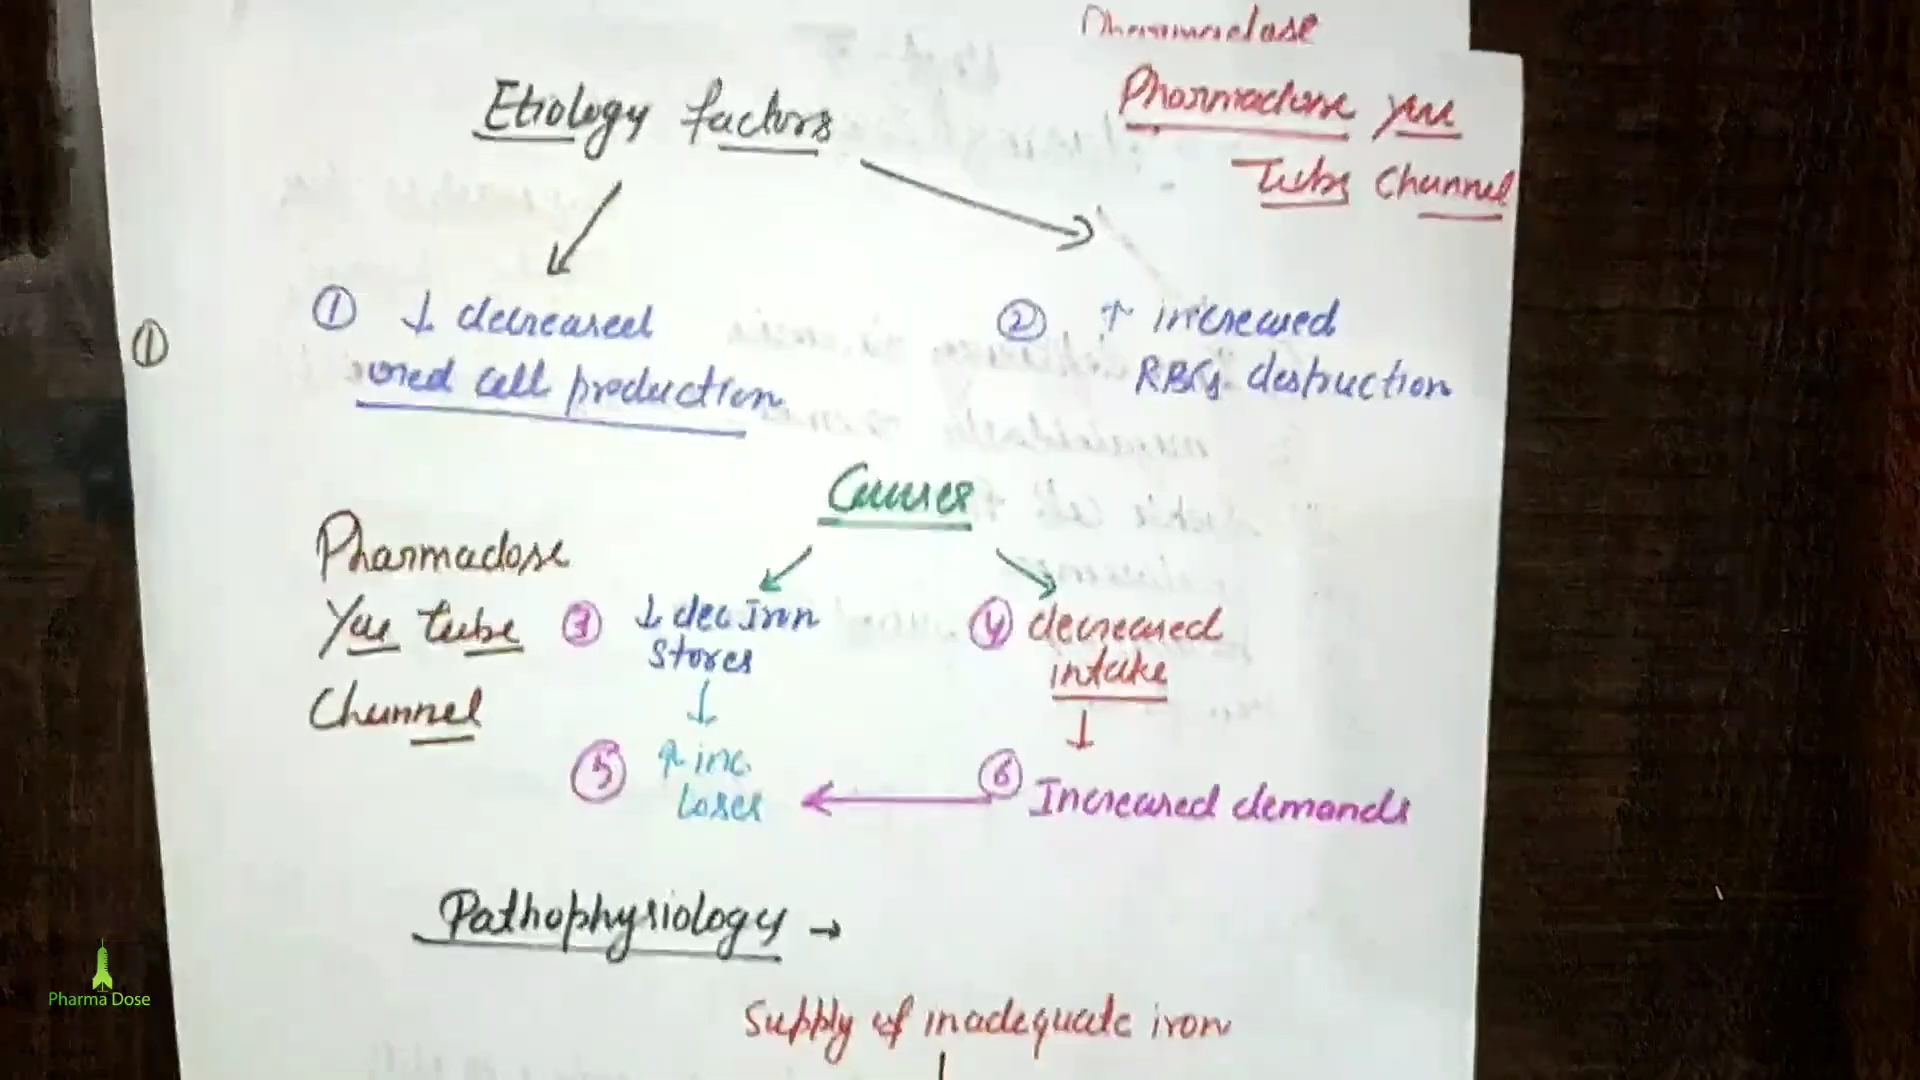 Pharmadose
Etiology factors
Pharmadose You
Tube Channel
① ↓ decreased
red cell production
② ↑ increased
RBCs destruction
①
Causes
Pharmadose
You tube
Channel
③ ↓ dec Iron
stores
↓
⑤ ↑ inc.
loses
④ decreased
intake
↓
⑥ Increased demands
Pathophysiology →
Supply of inadequate iron
Pharma Dose